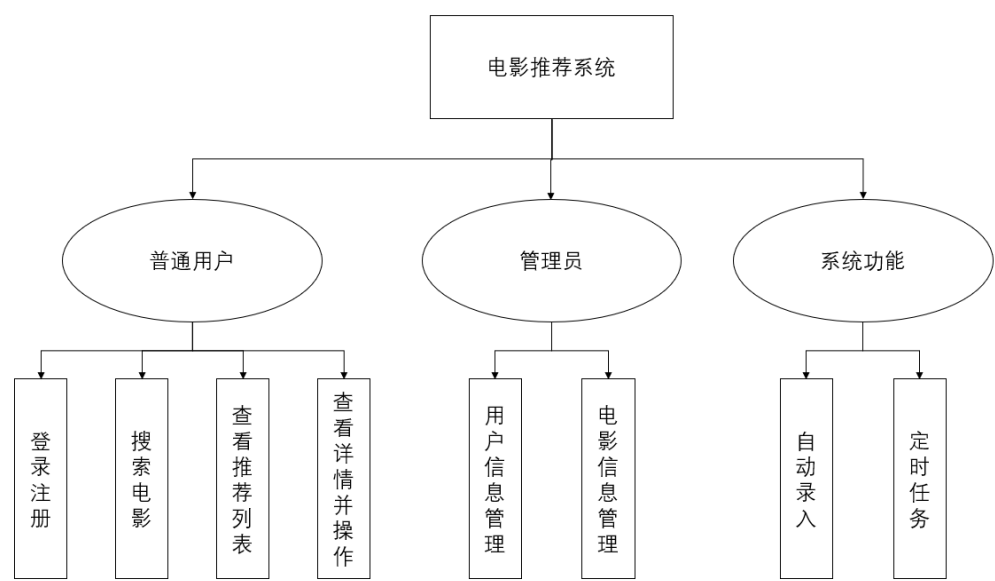 电影推荐系统
普通用户
管理员
系统功能
登录注册
搜索电影
查看推荐列表
查看详情并操作
用户信息管理
电影信息管理
自动录入
定时任务